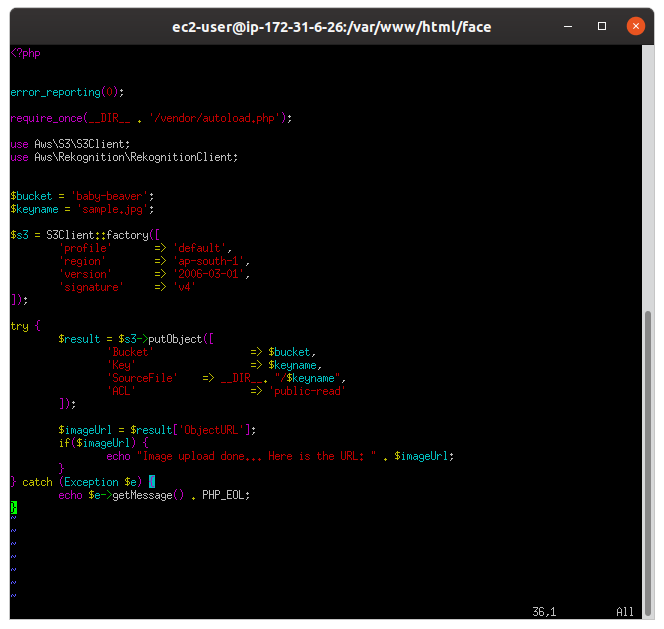 ec2-user@ip-172-31-6-26:/var/www/html/face
<?php
error_reporting(0);
require_once(__DIR__ . '/vendor/autoload.php');
use Aws\S3\S3Client;
use Aws\Rekognition\RekognitionClient;
$bucket = 'baby-beaver';
$keyname = 'sample.jpg';
$s3 = S3Client::factory([
'profile' => 'default',
'region' => 'ap-south-1',
'version' => '2006-03-01',
'signature' => 'v4'
]);
try {
$result = $s3->putObject([
'Bucket' => $bucket,
'Key' => $keyname,
'SourceFile' => __DIR__. "/$keyname",
'ACL' => 'public-read'
]);
$imageUrl = $result['ObjectURL'];
if($imageUrl) {
echo "Image upload done... Here is the URL: " . $imageUrl;
}
} catch (Exception $e) {
echo $e->getMessage() . PHP_EOL;
}
~
~
~
~
~
~
~
36,1 All